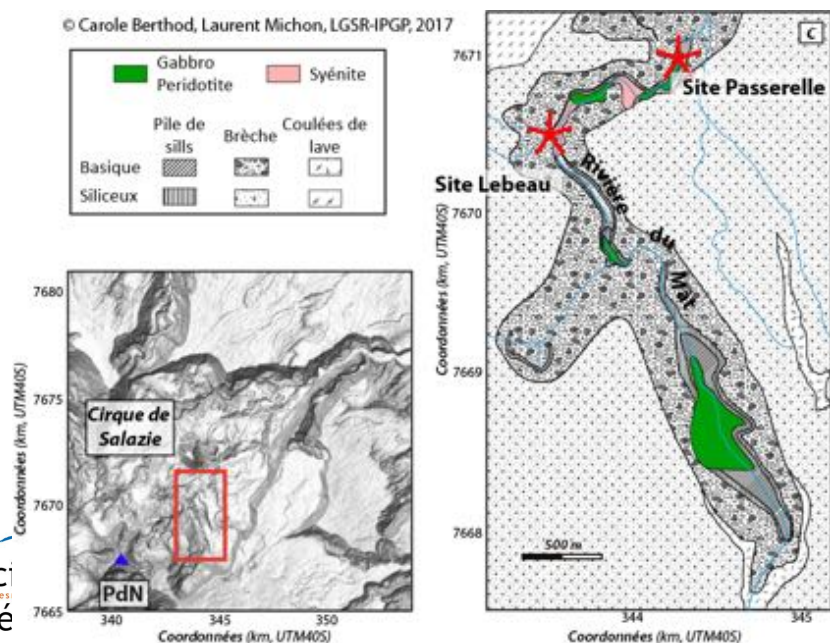 © Carole Berthod, Laurent Michon, LGSR-IPGP, 2017
Gabbro
Peridotite
Syénite
Pile de
sills
Brèche
Coulées de
lave
Basique
Siliceux
Coordonnées (km, UTM40S)
7680
7675
7670
7665
Cirque de
Salazie
PdN
340
345
350
Coordonnées (km, UTM40S)
C
Coordonnées (km, UTM40S)
7671
7670
7669
7668
Site Passerelle
Site Lebeau
Rivière du Mât
500 m
344
345
Coordonnées (km, UTM40S)